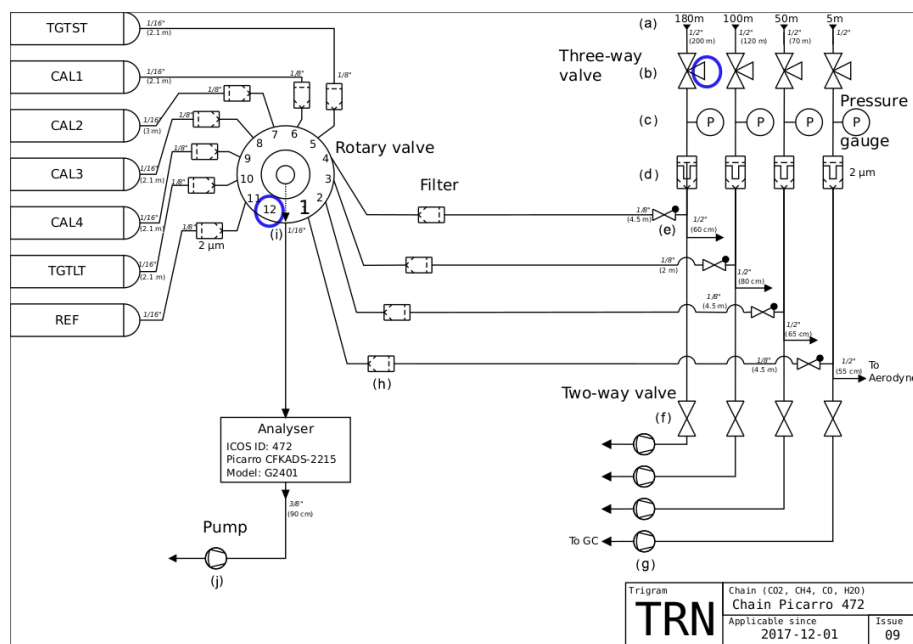 TGTST
1/16"
(2.1 m)
CAL1
1/16"
(2.1 m)
1/8"
1/8"
CAL2
1/16"
(3 m)
1/8"
CAL3
1/16"
(2.1 m)
1/8"
CAL4
1/16"
(2.1 m)
1/8"
TGTLT
1/16"
(2.1 m)
1/8"
REF
1/16"
1/8"
2 µm
7
6
5
8
4
9
3
10
2
11
12
1
Rotary valve
(i)
1/16"
Filter
(h)
Analyser
ICOS ID: 472
Picarro CFKADS-2215
Model: G2401
3/8"
(90 cm)
Pump
(j)
(a)
180m
100m
50m
5m
1/2"
(200 m)
1/2"
(120 m)
1/2"
(70 m)
1/2"
Three-way
valve
(b)
(c)
P
P
P
P
Pressure
gauge
(d)
2 µm
1/8"
(4.5 m)
(e)
1/2"
(60 cm)
1/8"
(2 m)
1/2"
(80 cm)
1/8"
(4.5 m)
1/2"
(65 cm)
1/8"
(4.5 m)
1/2"
(55 cm)
To
Aerodyne
Two-way valve
(f)
To GC
(g)
Trigram
TRN
Chain (CO2, CH4, CO, H2O)
Chain Picarro 472
Applicable since
2017-12-01
Issue
09